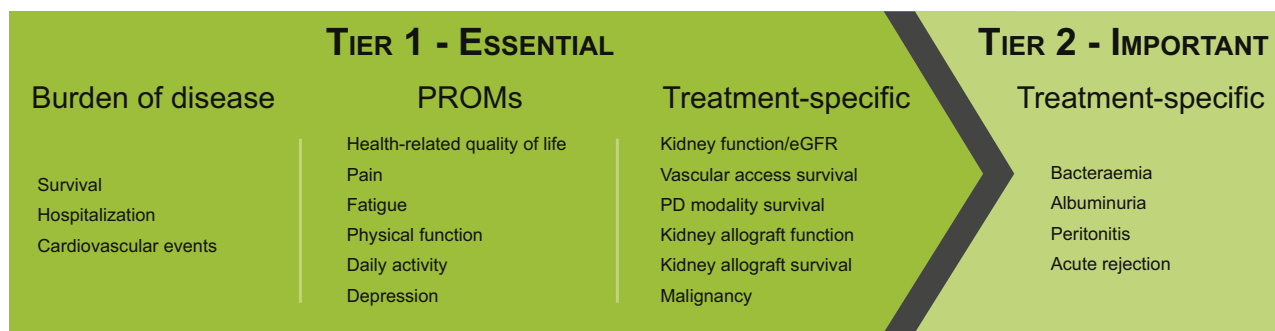 TIER 1 - ESSENTIAL
TIER 2 - IMPORTANT
Burden of disease
Survival
Hospitalization
Cardiovascular events
PROMs
Health-related quality of life
Pain
Fatigue
Physical function
Daily activity
Depression
Treatment-specific
Kidney function/eGFR
Vascular access survival
PD modality survival
Kidney allograft function
Kidney allograft survival
Malignancy
Treatment-specific
Bacteraemia
Albuminuria
Peritonitis
Acute rejection